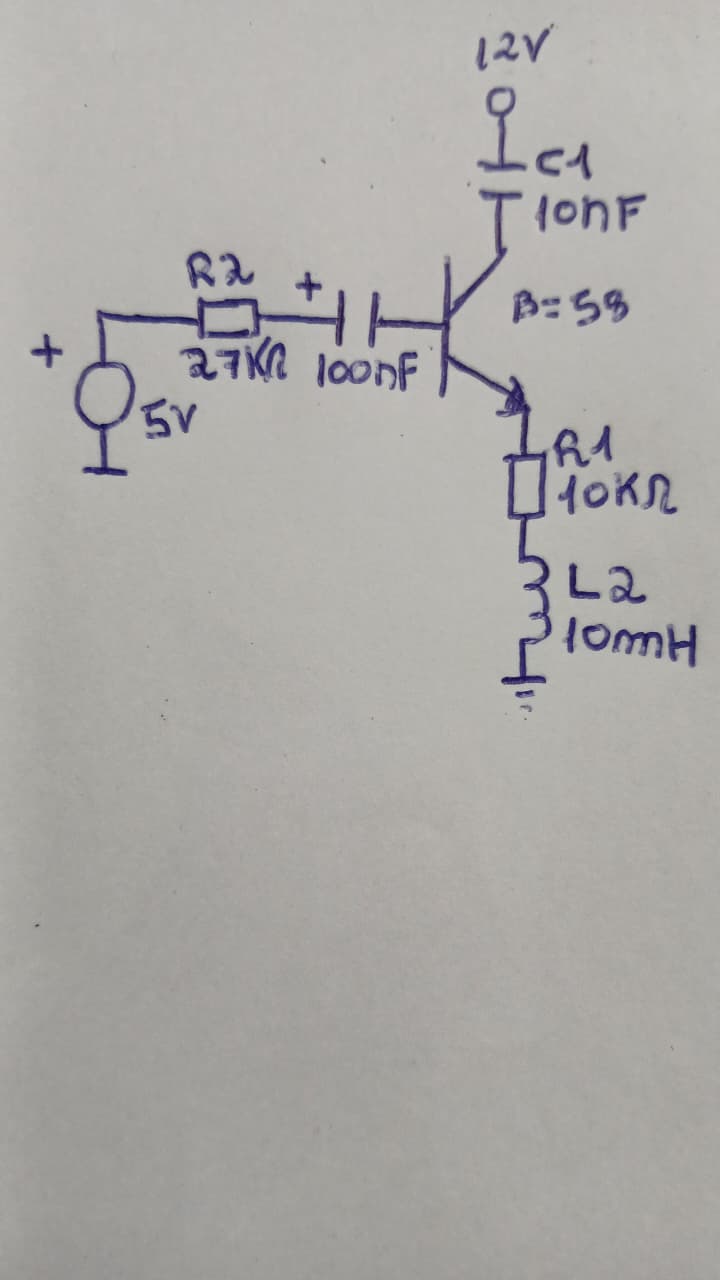 12V
C1
10nF
R2
+
B=58
+
27KΩ
100nF
5V
R1
10KΩ
L2
10mH